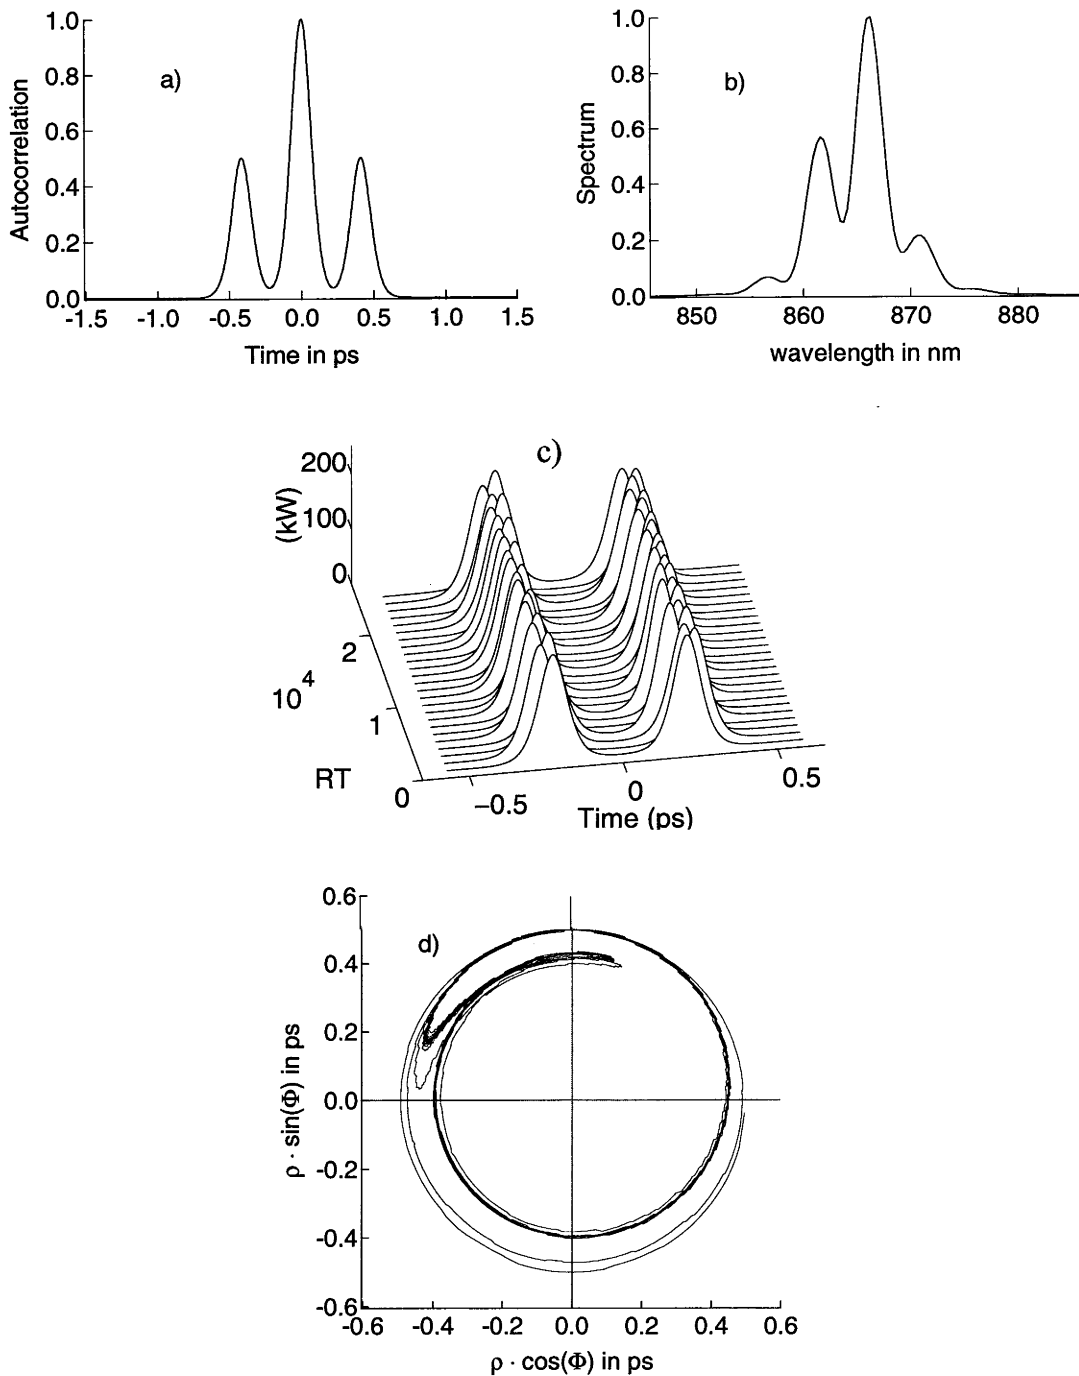 a)
Autocorrelation
1.0
0.8
0.6
0.4
0.2
0.0
-1.5 -1.0 -0.5 0.0 0.5 1.0 1.5
Time in ps
b)
Spectrum
1.0
0.8
0.6
0.4
0.2
0.0
850 860 870 880
wavelength in nm
c)
(kW)
200
100
0
2
10⁴
1
RT
0
−0.5 0 0.5
Time (ps)
d)
ρ · sin(Φ) in ps
0.6
0.4
0.2
0.0
-0.2
-0.4
-0.6
-0.6 -0.4 -0.2 0.0 0.2 0.4 0.6
ρ · cos(Φ) in ps